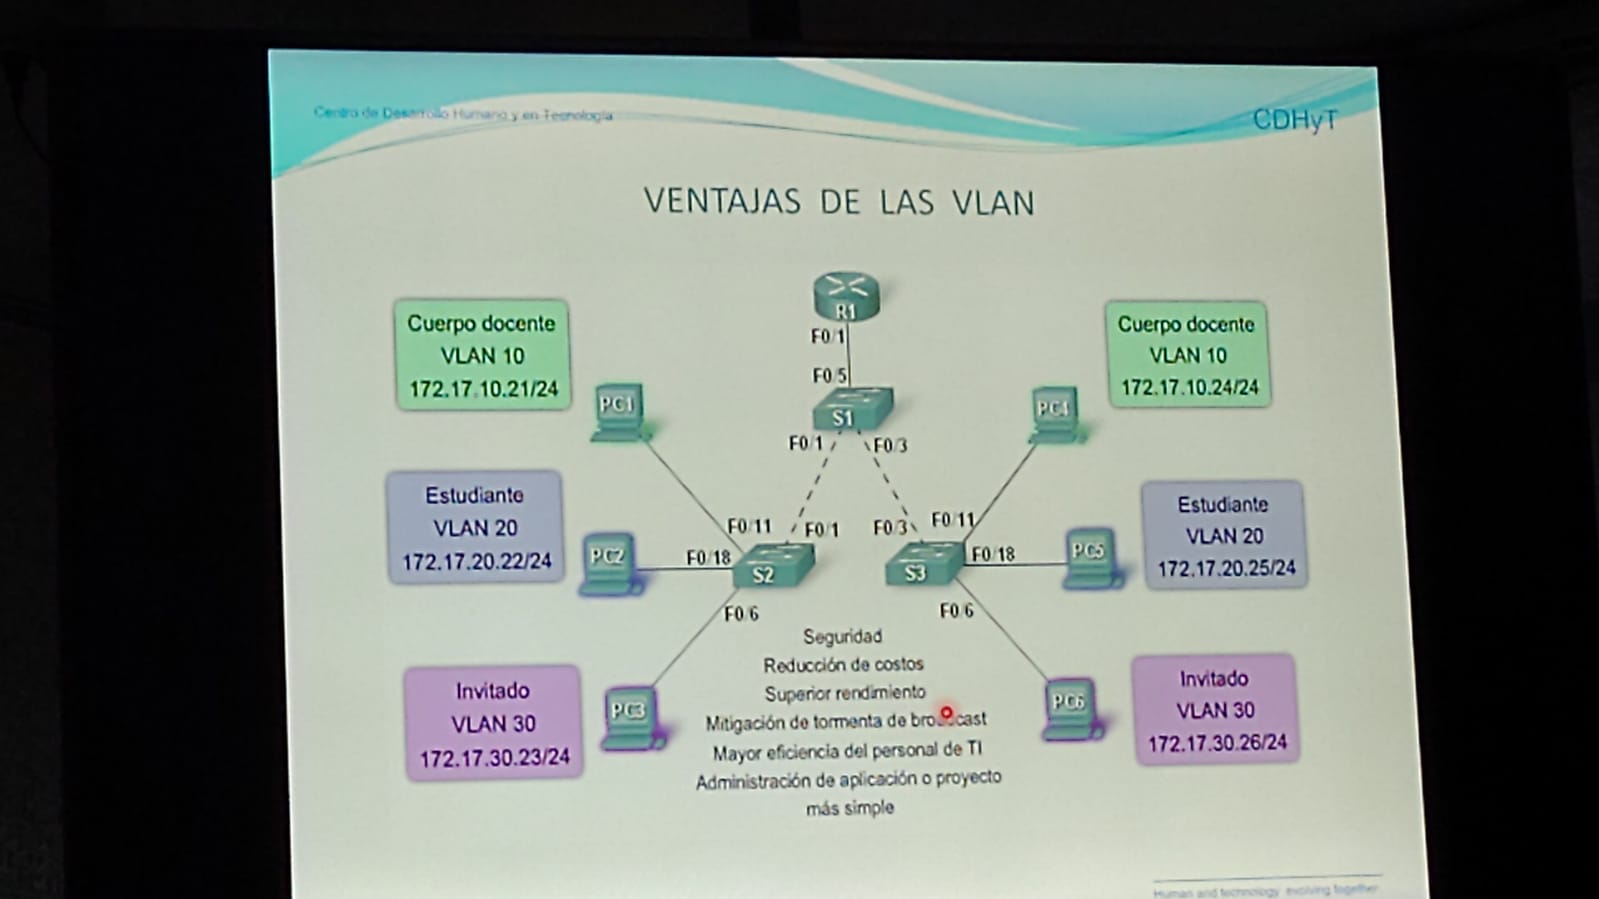 Centro de Desarrollo Humano y en Tecnología
CDHyT
VENTAJAS DE LAS VLAN
R1
F0/1
F0/5
S1
F0/1
F0/3
Cuerpo docente
VLAN 10
172.17.10.21/24
PC1
Cuerpo docente
VLAN 10
172.17.10.24/24
PC4
Estudiante
VLAN 20
172.17.20.22/24
PC2
F0/11
F0/1
F0/18
S2
F0/6
F0/3
F0/11
F0/18
S3
F0/6
PC5
Estudiante
VLAN 20
172.17.20.25/24
Invitado
VLAN 30
172.17.30.23/24
PC3
Seguridad
Reducción de costos
Superior rendimiento
Mitigación de tormenta de broadcast
Mayor eficiencia del personal de TI
Administración de aplicación o proyecto
más simple
PC6
Invitado
VLAN 30
172.17.30.26/24
Human and technology evolving together